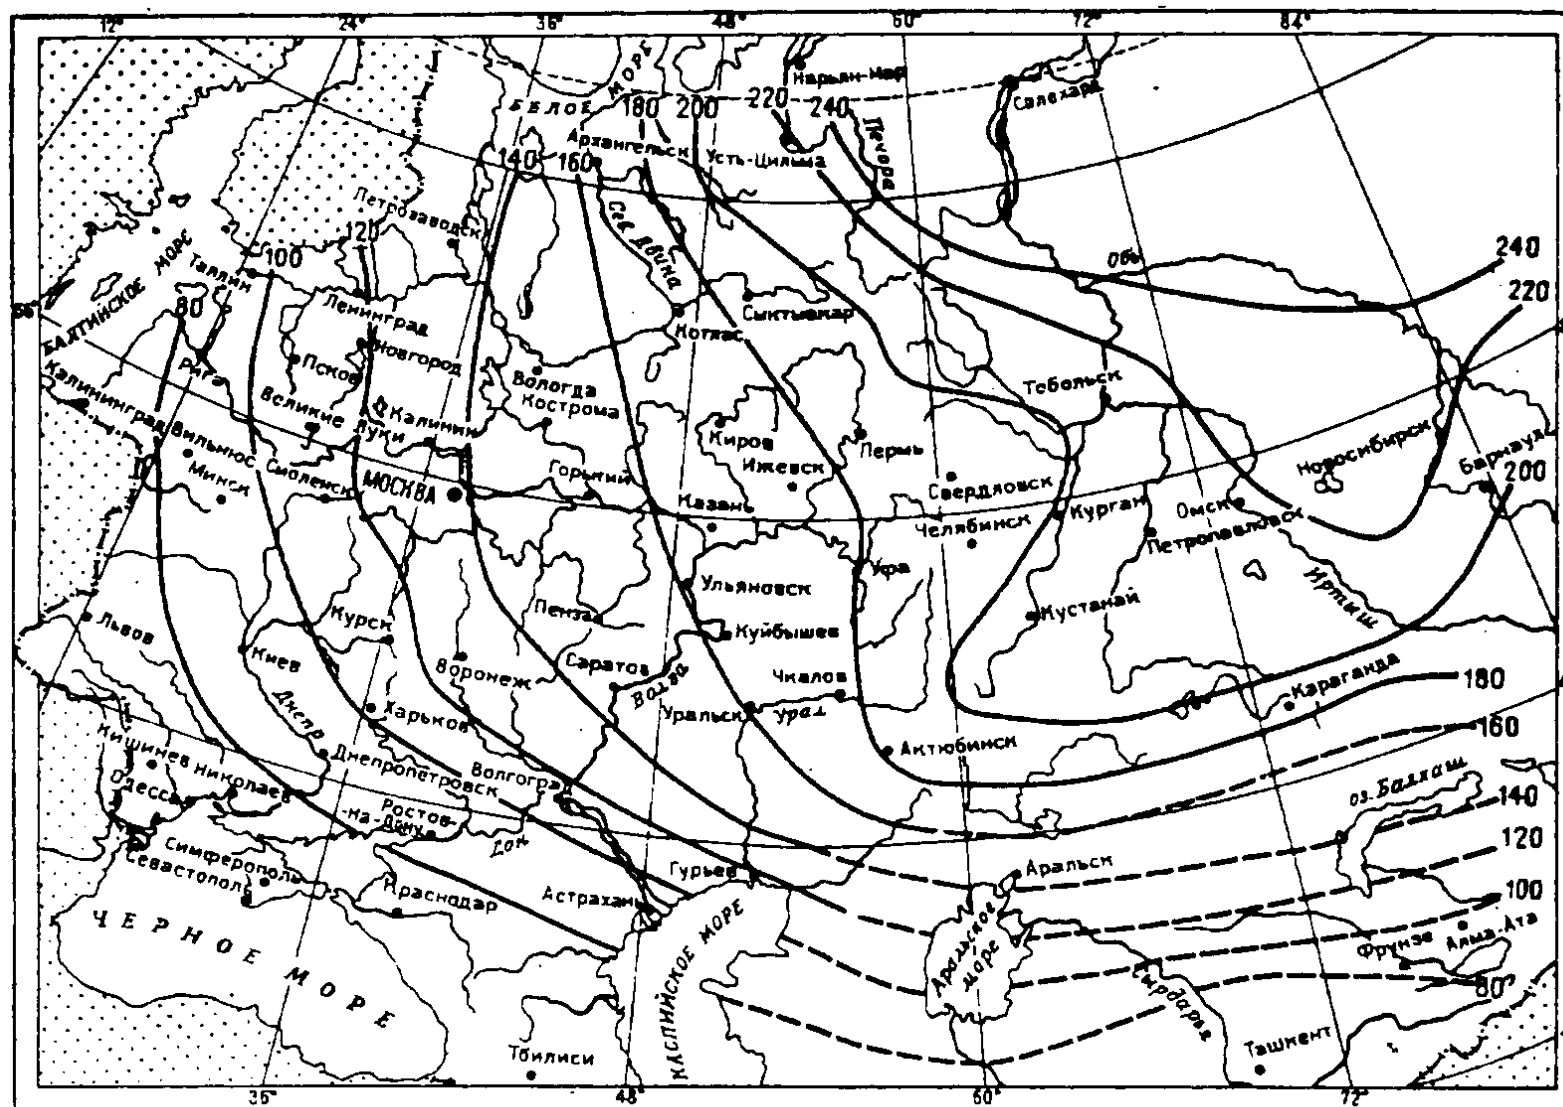 12°
24°
36°
48°
60°
72°
84°
БЕЛОЕ МОРЕ
Нарьян-Мар
Салехард
180
200
220
240
Печора
Архангельск
Усть-Цильма
140
160
Петрозаводск
Сев Двина
120
100
80
Таллин
БАЛТИЙСКОЕ МОРЕ
Обь
240
220
Ленинград
Сыктывкар
Котлас
Новгород
Псков
Рига
Вологда
Кострома
Тобольск
Калининград
Великие Луки
Калинин
Киров
Ижевск
Пермь
Вильнюс
Смоленск
Минск
МОСКВА
Горький
Казань
Свердловск
Челябинск
Курган
Омск
Петропавловск
Новосибирск
Барнаул
200
Уфа
Ульяновск
Иртыш
Кустанай
Пенза
Куйбышев
Львов
Курск
Киев
Воронеж
Саратов
Волга
Чкалов
Караганда
180
Днепр
Харьков
Уральск
Урал
Актюбинск
160
Кишинев
Николаев
Днепропетровск
Волгоград
Одесса
Ростов-
-на-Дону
Дон
оз. Балхаш
140
120
Симферополь
Севастополь
Краснодар
Астрахань
Гурьев
Аральск
100
ЧЕРНОЕ МОРЕ
КАСПИЙСКОЕ МОРЕ
Аральское
море
Сырдарья
Фрунзе
Алма-Ата
80
Тбилиси
Ташкент
36°
48°
60°
72°